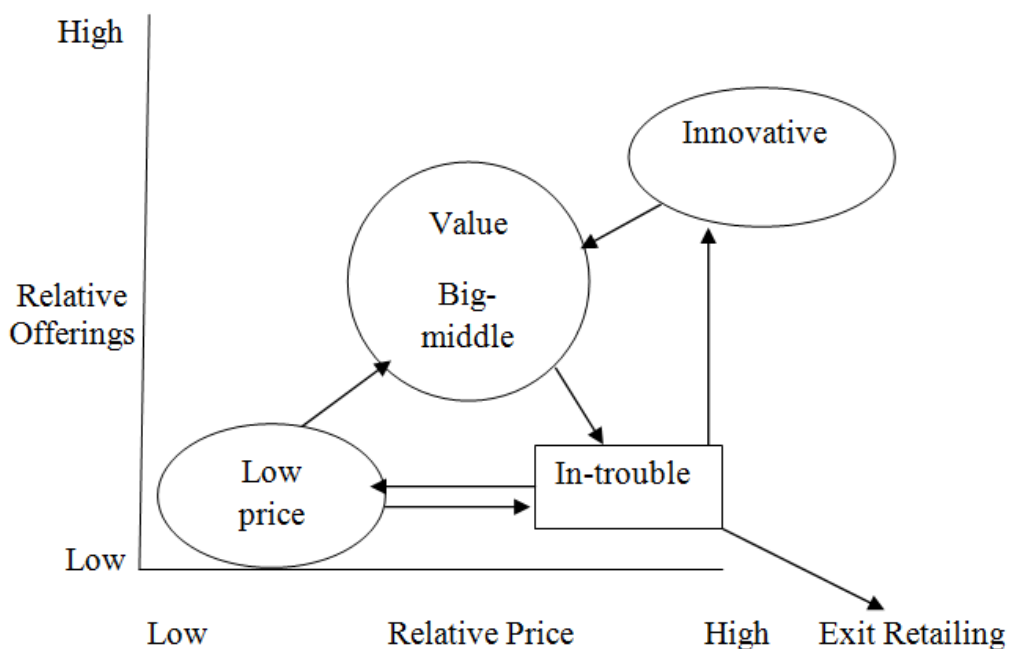 High
Innovative
Value
Big-
middle
Relative
Offerings
Low
price
In-trouble
Low
Low
Relative Price
High
Exit Retailing